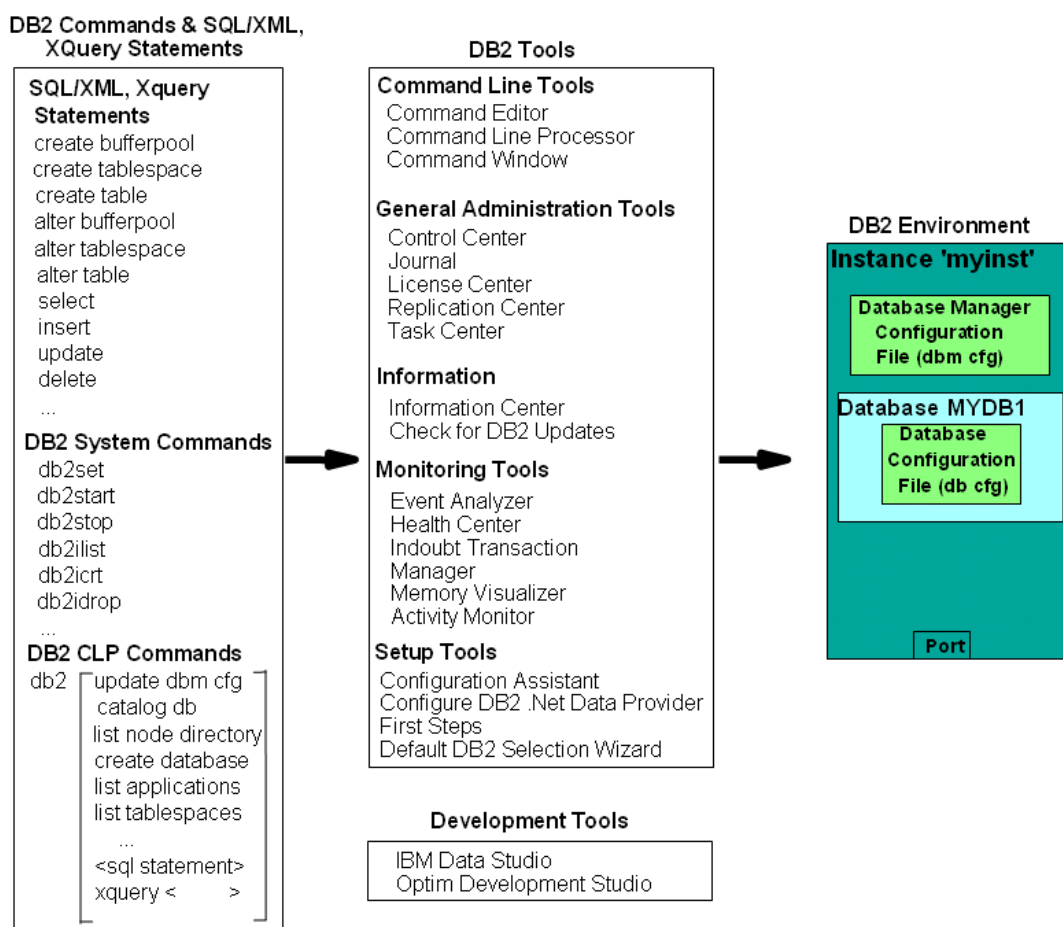 DB2 Commands & SQL/XML,
XQuery Statements
SQL/XML, Xquery
Statements
create bufferpool
create tablespace
create table
alter bufferpool
alter tablespace
alter table
select
insert
update
delete
...
DB2 System Commands
db2set
db2start
db2stop
db2ilist
db2icrt
db2idrop
...
DB2 CLP Commands
db2
update dbm cfg
catalog db
list node directory
create database
list applications
list tablespaces
...
<sql statement>
xquery < >
DB2 Tools
Command Line Tools
Command Editor
Command Line Processor
Command Window
General Administration Tools
Control Center
Journal
License Center
Replication Center
Task Center
Information
Information Center
Check for DB2 Updates
Monitoring Tools
Event Analyzer
Health Center
Indoubt Transaction
Manager
Memory Visualizer
Activity Monitor
Setup Tools
Configuration Assistant
Configure DB2 .Net Data Provider
First Steps
Default DB2 Selection Wizard
Development Tools
IBM Data Studio
Optim Development Studio
DB2 Environment
Instance 'myinst'
Database Manager
Configuration
File (dbm cfg)
Database MYDB1
Database
Configuration
File (db cfg)
Port